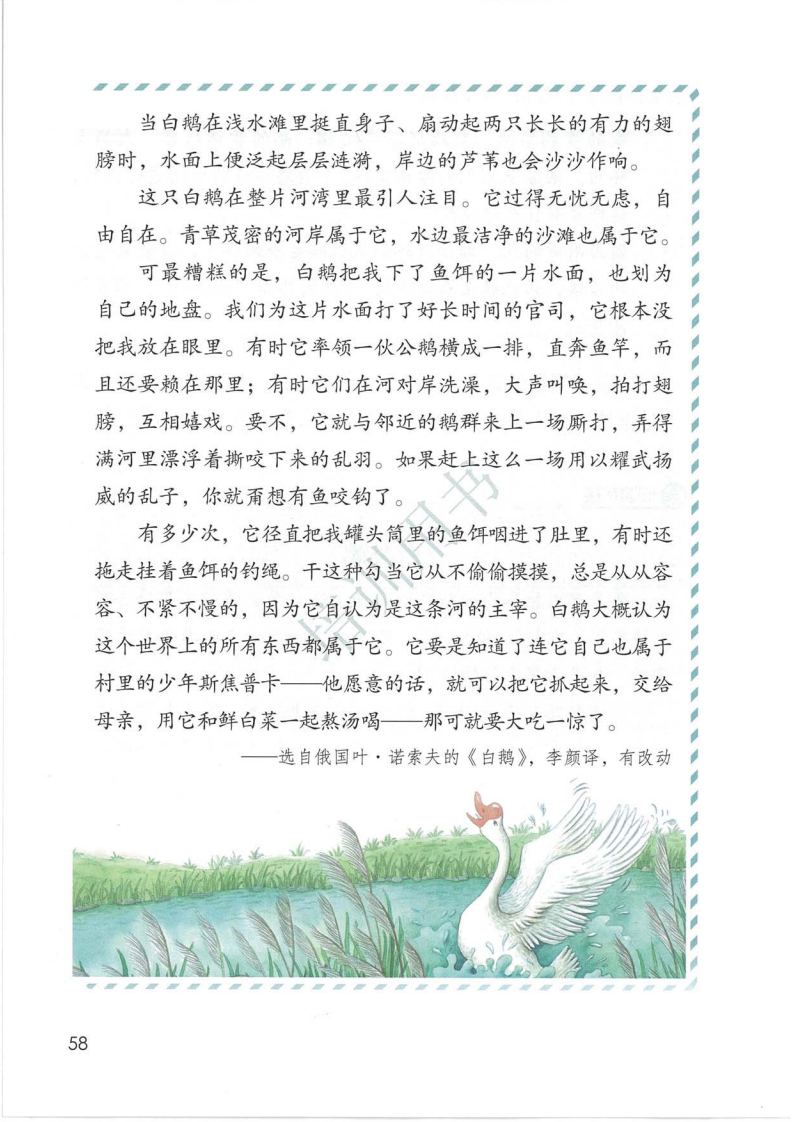 当白鹅在浅水滩里挺直身子、扇动起两只长长的有力的翅
膀时，水面上便泛起层层涟漪，岸边的芦苇也会沙沙作响。
这只白鹅在整片河湾里最引人注目。它过得无忧无虑，自
由自在。青草茂密的河岸属于它，水边最洁净的沙滩也属于它。
可最糟糕的是，白鹅把我下了鱼饵的一片水面，也划为
自己的地盘。我们为这片水面打了好长时间的官司，它根本没
把我放在眼里。有时它率领一伙公鹅横成一排，直奔鱼竿，而
且还要赖在那里；有时它们在河对岸洗澡，大声叫唤，拍打翅
膀，互相嬉戏。要不，它就与邻近的鹅群来上一场厮打，弄得
满河里漂浮着撕咬下来的乱羽。如果赶上这么一场用以耀武扬
威的乱子，你就甭想有鱼咬钩了。
有多少次，它径直把我罐头筒里的鱼饵咽进了肚里，有时还
拖走挂着鱼饵的钓绳。干这种勾当它从不偷偷摸摸，总是从从容
容、不紧不慢的，因为它自认为是这条河的主宰。白鹅大概认为
这个世界上的所有东西都属于它。它要是知道了连它自己也属于
村里的少年斯焦普卡——他愿意的话，就可以把它抓起来，交给
母亲，用它和鲜白菜一起熬汤喝——那可就要大吃一惊了。
——选自俄国叶·诺索夫的《白鹅》，李颜译，有改动
培训用书
58